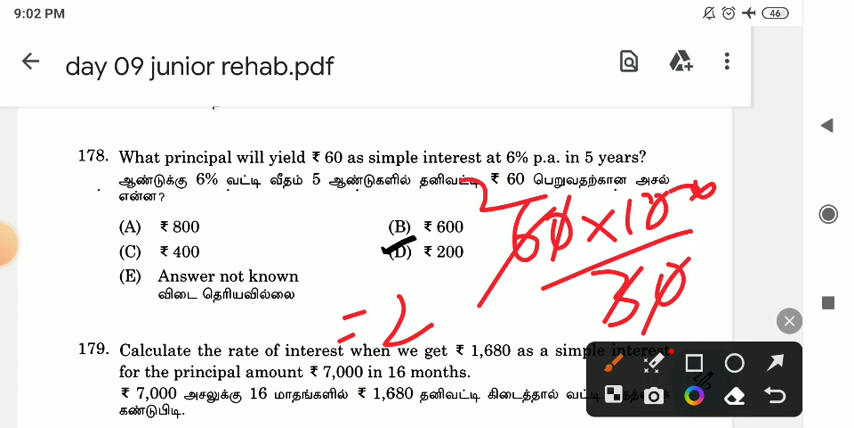 9:02 PM
46
day 09 junior rehab.pdf
178. What principal will yield ₹ 60 as simple interest at 6% p.a. in 5 years?
ஆண்டுக்கு 6% வட்டி வீதம் 5 ஆண்டுகளில் தனிவட்டி ₹ 60 பெறுவதற்கான அசல்
என்ன?
(A) ₹ 800
(B) ₹ 600
(C) ₹ 400
(D) ₹ 200
(E) Answer not known
விடை தெரியவில்லை
2
60 × 100
30
= 2
179. Calculate the rate of interest when we get ₹ 1,680 as a simple interest
for the principal amount ₹ 7,000 in 16 months.
₹ 7,000 அசலுக்கு 16 மாதங்களில் ₹ 1,680 தனிவட்டி கிடைத்தால்
கண்டுபிடி.